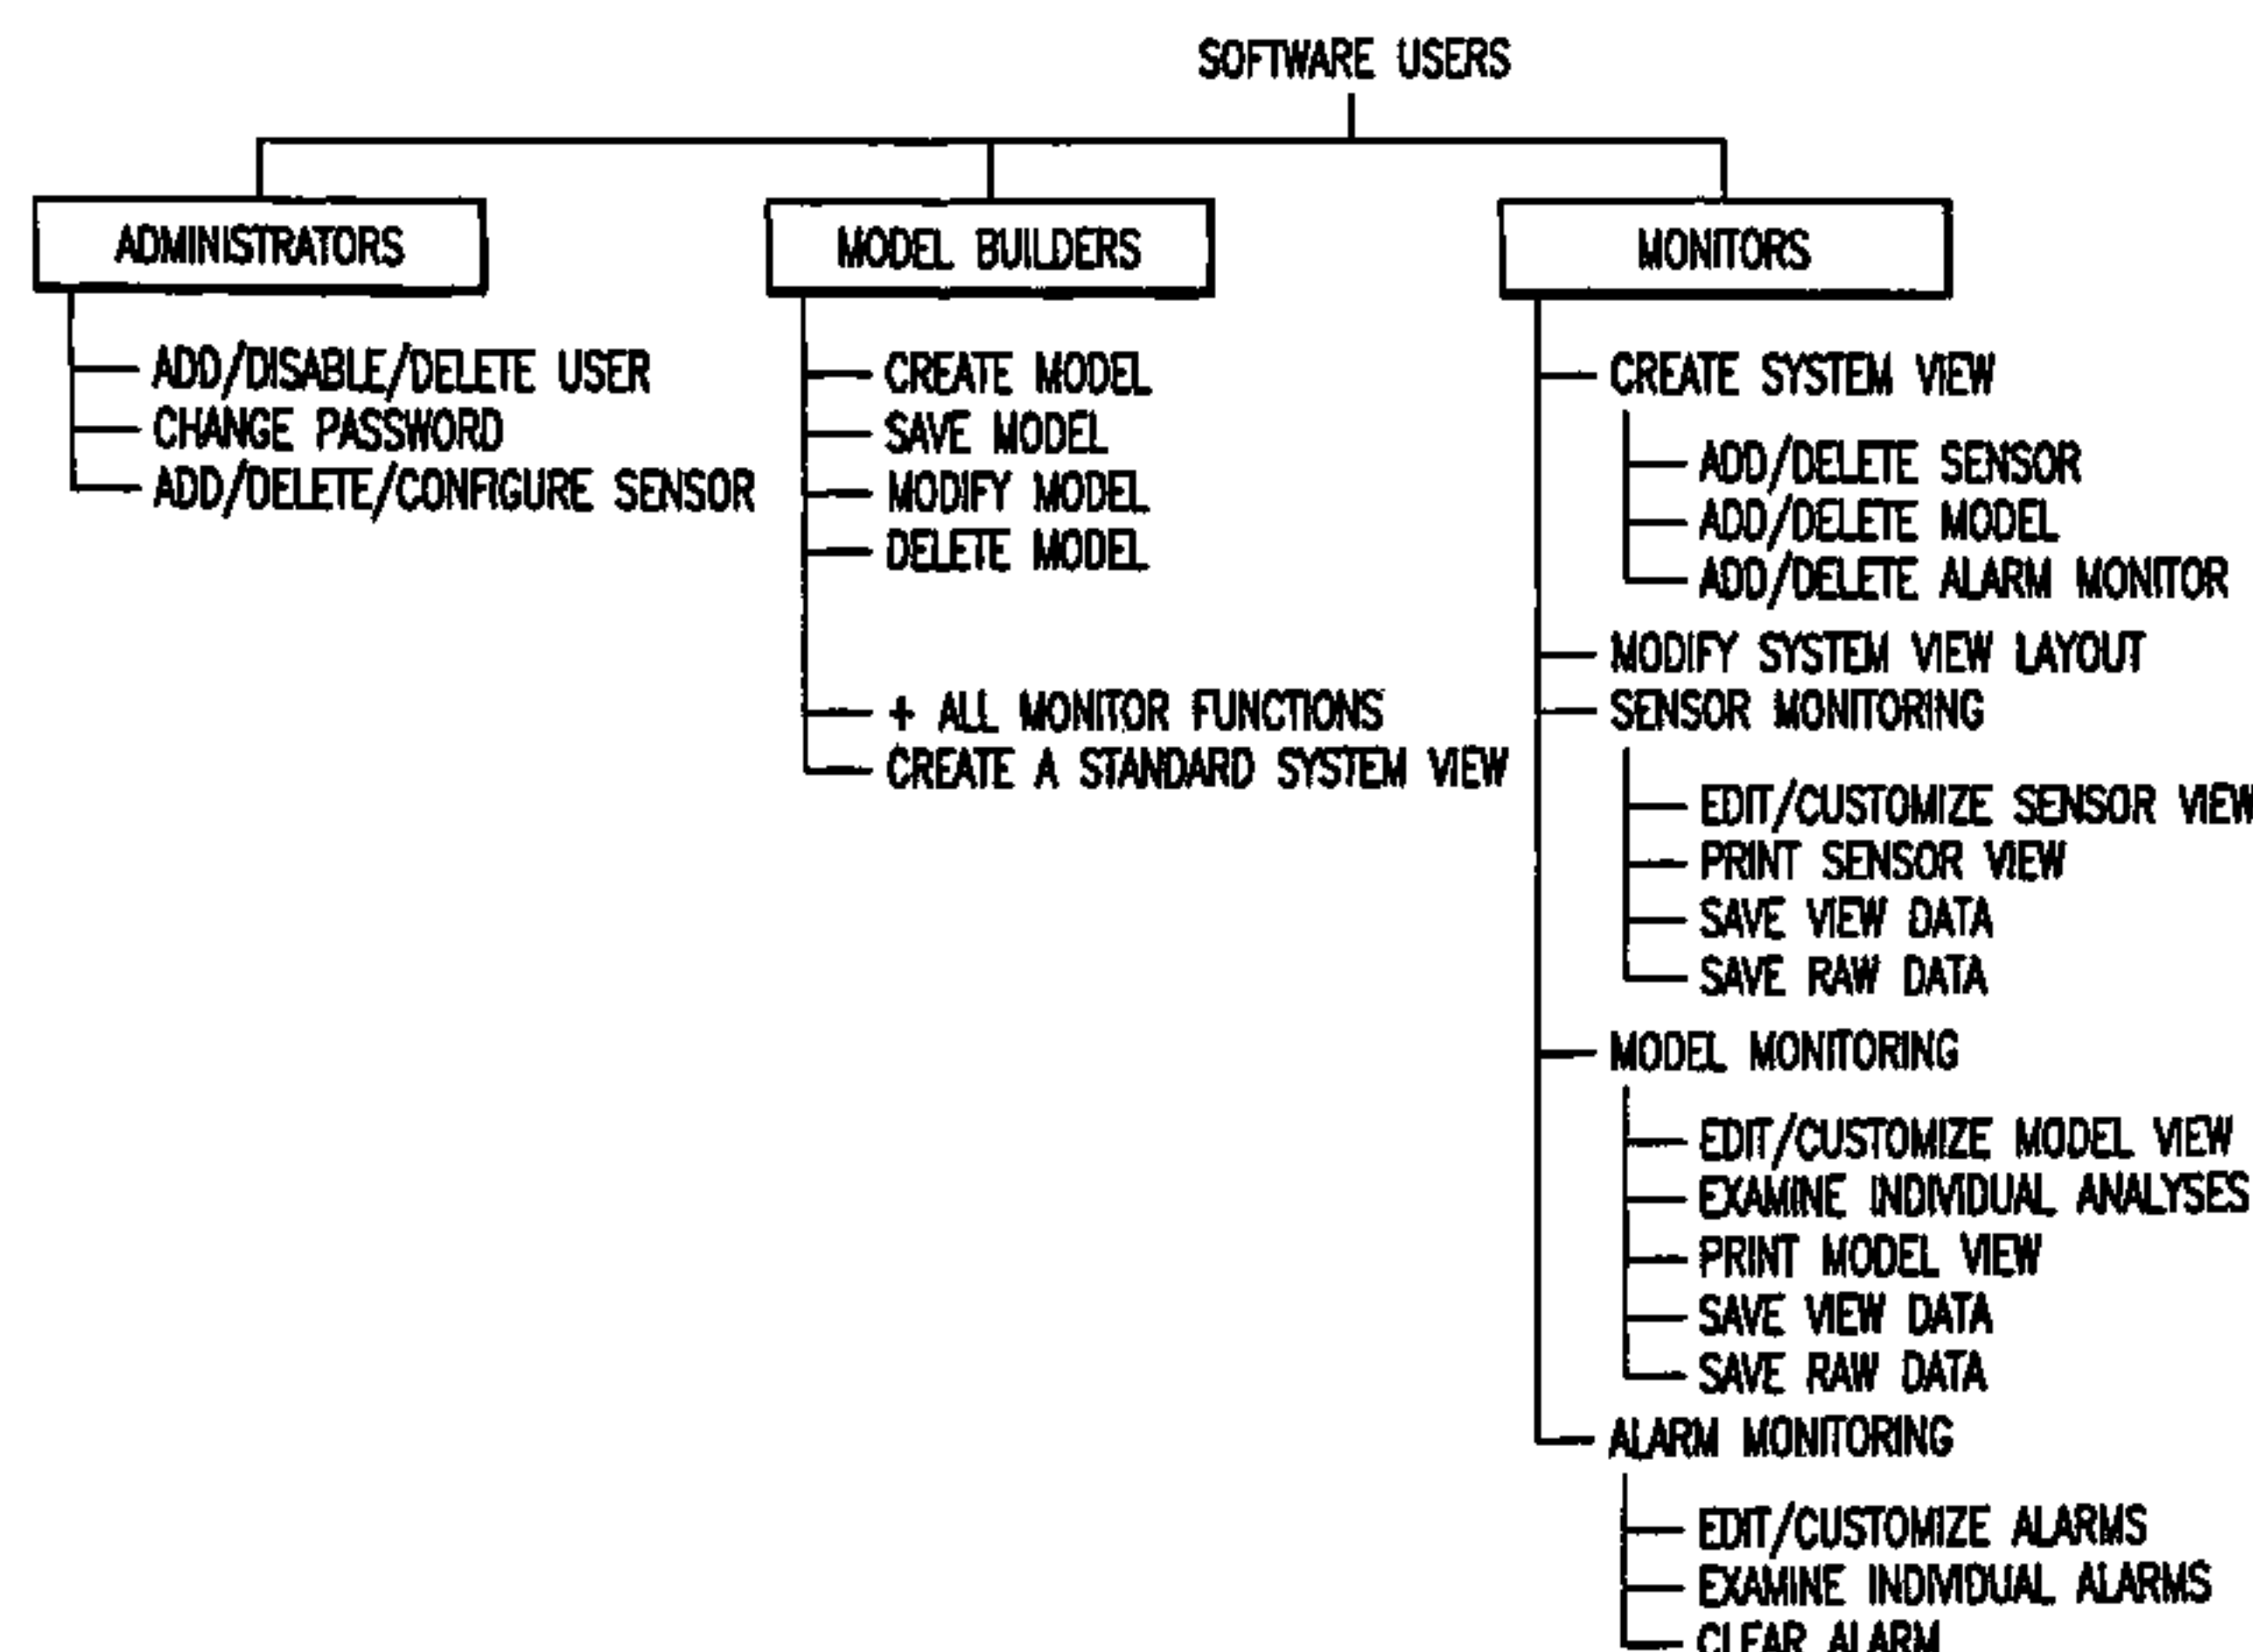 SOFTWARE USERS
ADMINISTRATORS
ADD/DISABLE/DELETE USER
CHANGE PASSWORD
ADD/DELETE/CONFIGURE SENSOR
MODEL BUILDERS
CREATE MODEL
SAVE MODEL
MODIFY MODEL
DELETE MODEL
+ ALL MONITOR FUNCTIONS
CREATE A STANDARD SYSTEM VIEW
MONITORS
CREATE SYSTEM VIEW
ADD/DELETE SENSOR
ADD/DELETE MODEL
ADD/DELETE ALARM MONITOR
MODIFY SYSTEM VIEW LAYOUT
SENSOR MONITORING
EDIT/CUSTOMIZE SENSOR VIEW
PRINT SENSOR VIEW
SAVE VIEW DATA
SAVE RAW DATA
MODEL MONITORING
EDIT/CUSTOMIZE MODEL VIEW
EXAMINE INDIVIDUAL ANALYSES
PRINT MODEL VIEW
SAVE VIEW DATA
SAVE RAW DATA
ALARM MONITORING
EDIT/CUSTOMIZE ALARMS
EXAMINE INDIVIDUAL ALARMS
CLEAR ALARM